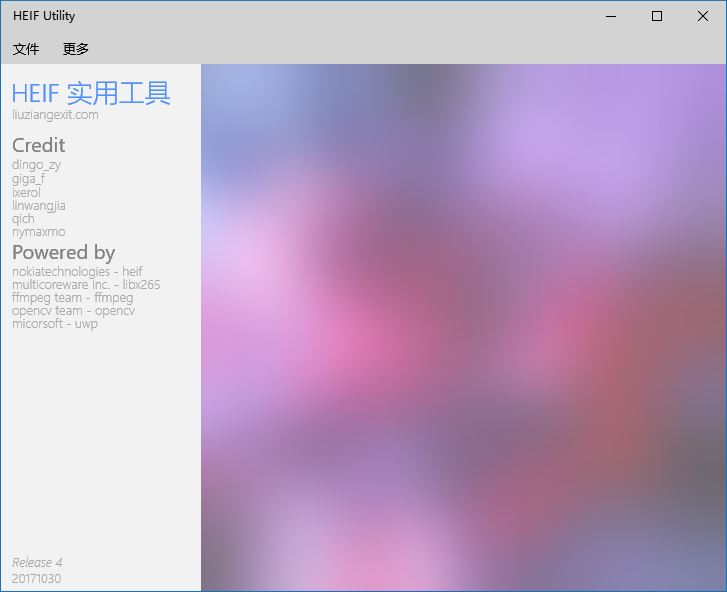 HEIF Utility
文件 更多
HEIF 实用工具
liuziangexit.com
Credit
dingo_zy
giga_f
ixerol
linwangjia
qich
nymaxmo
Powered by
nokiatechnologies - heif
multicoreware Inc. - libx265
ffmpeg team - ffmpeg
opencv team - opencv
micorsoft - uwp
Release 4
20171030